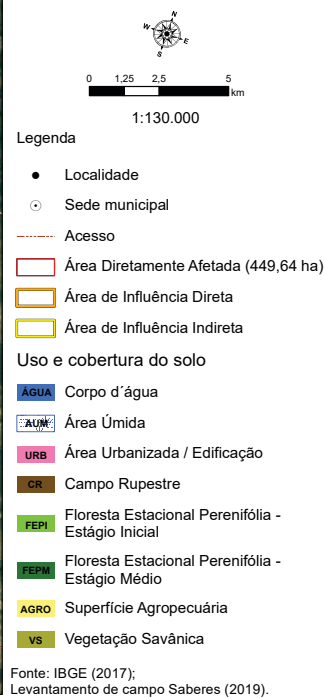 N
W
E
S
0 1,25 2,5 5
km
1:130.000
Legenda
Localidade
Sede municipal
Acesso
Área Diretamente Afetada (449,64 ha)
Área de Influência Direta
Área de Influência Indireta
Uso e cobertura do solo
ÁGUA Corpo d´água
AUM Área Úmida
URB Área Urbanizada / Edificação
CR Campo Rupestre
FEPI Floresta Estacional Perenifólia -
Estágio Inicial
FEPM Floresta Estacional Perenifólia -
Estágio Médio
AGRO Superfície Agropecuária
VS Vegetação Savânica
Fonte: IBGE (2017);
Levantamento de campo Saberes (2019).